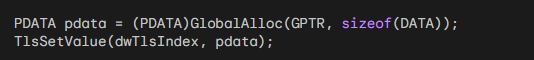 PDATA pdata = (PDATA)GlobalAlloc(GPTR, sizeof(DATA));
TlsSetValue(dwTlsIndex, pdata);